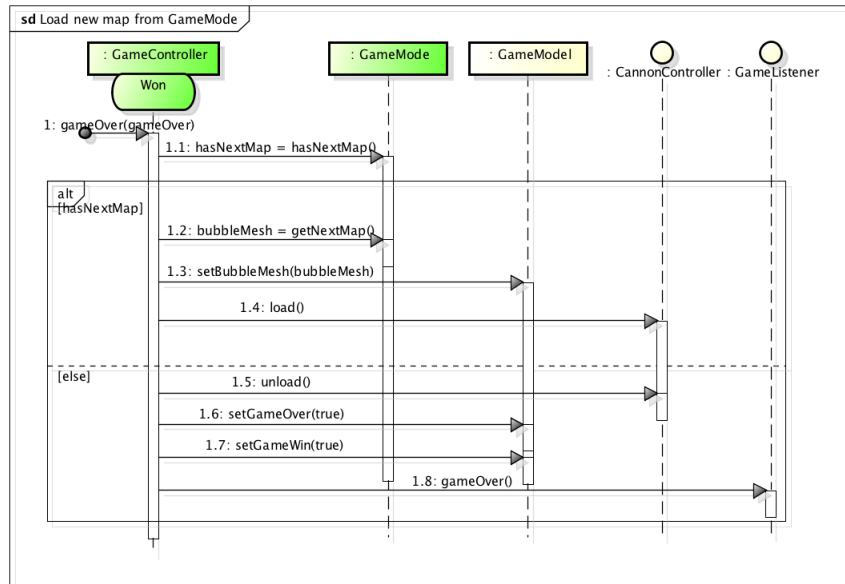 sd Load new map from GameMode
: GameController
: GameMode
: GameModel
: CannonController
: GameListener
Won
1: gameOver(gameOver)
1.1: hasNextMap = hasNextMap()
alt
[hasNextMap]
1.2: bubbleMesh = getNextMap()
1.3: setBubbleMesh(bubbleMesh)
1.4: load()
[else]
1.5: unload()
1.6: setGameOver(true)
1.7: setGameWin(true)
1.8: gameOver()